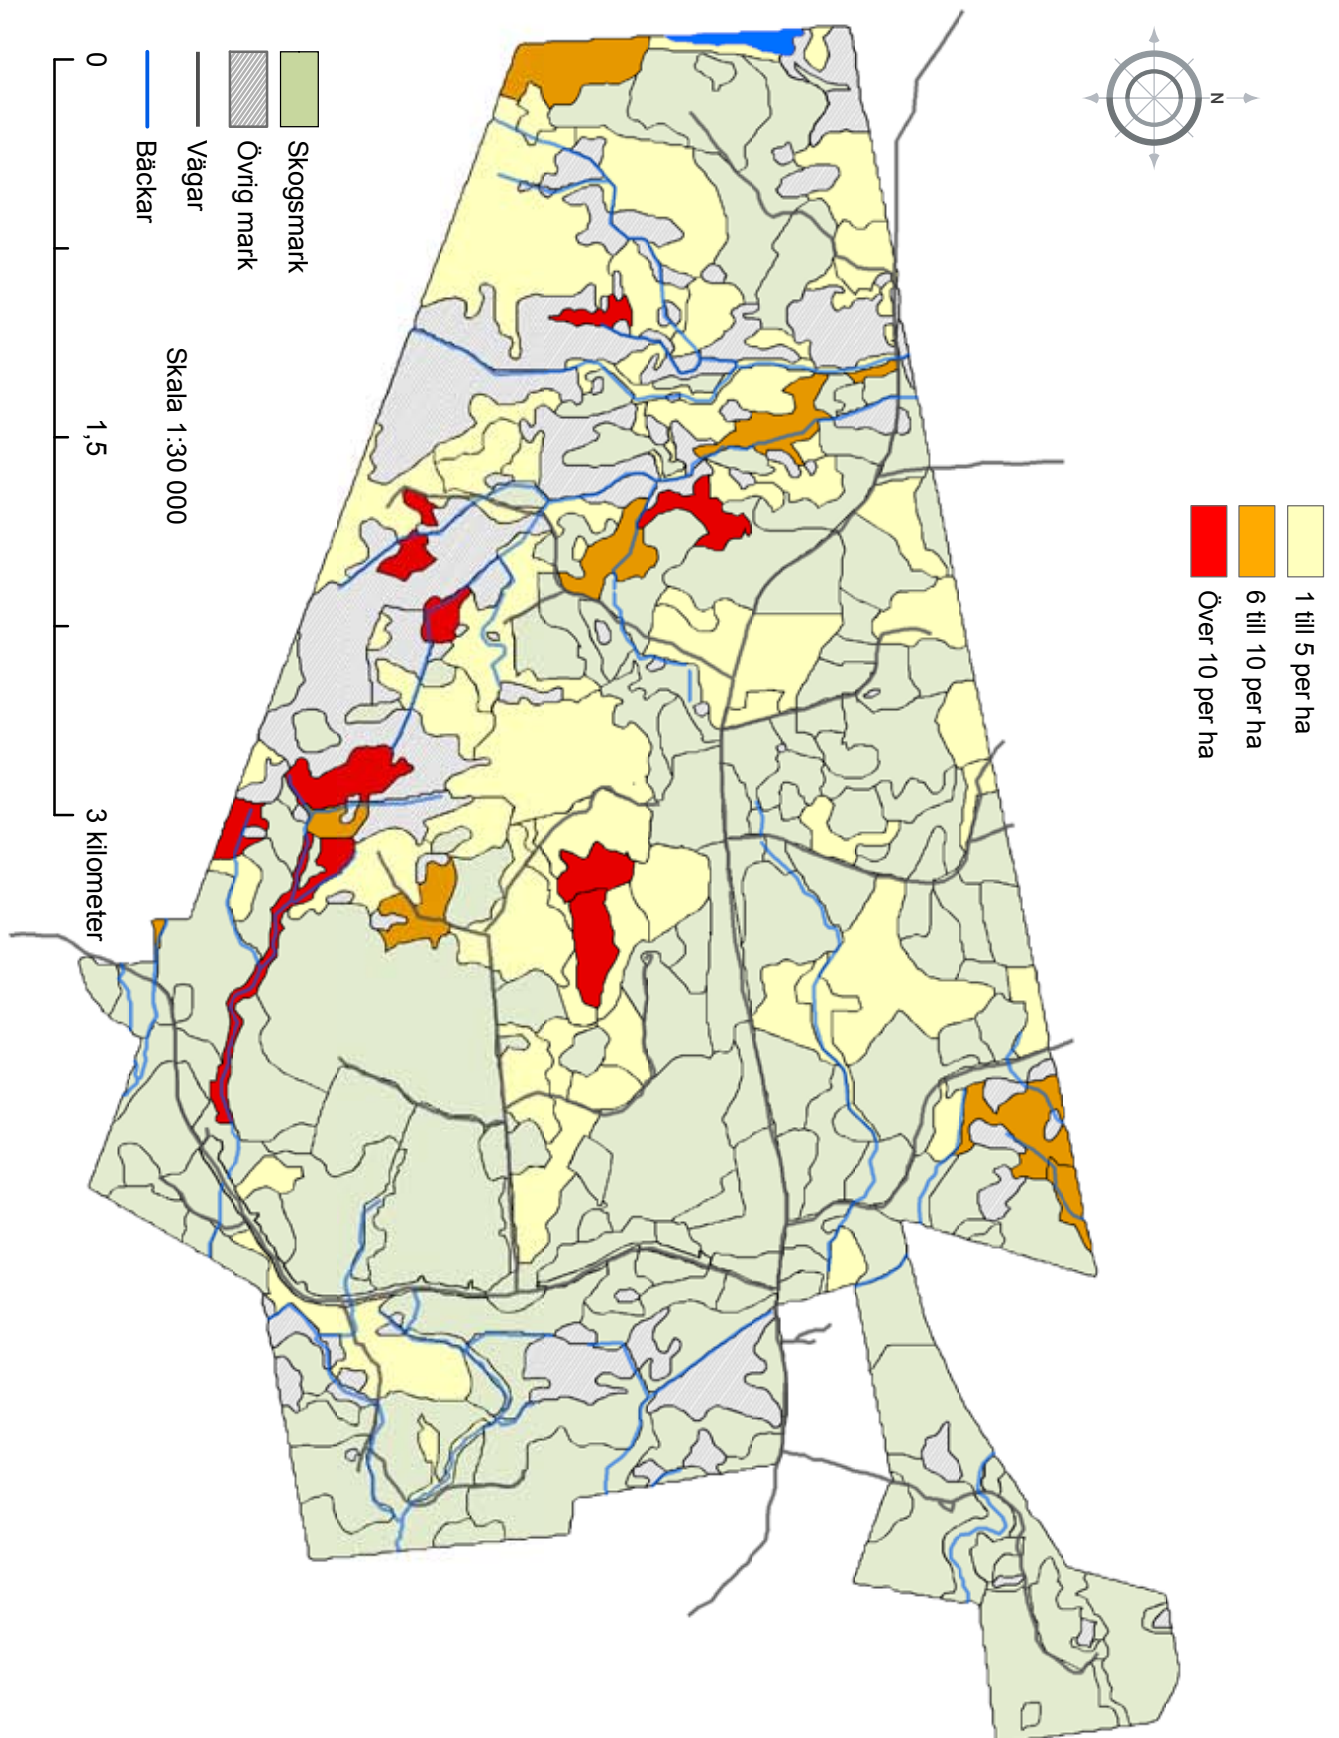 N
1 till 5 per ha
6 till 10 per ha
Över 10 per ha
Skogsmark
Övrig mark
Vägar
Bäckar
Skala 1:30 000
0 1,5 3 kilometer